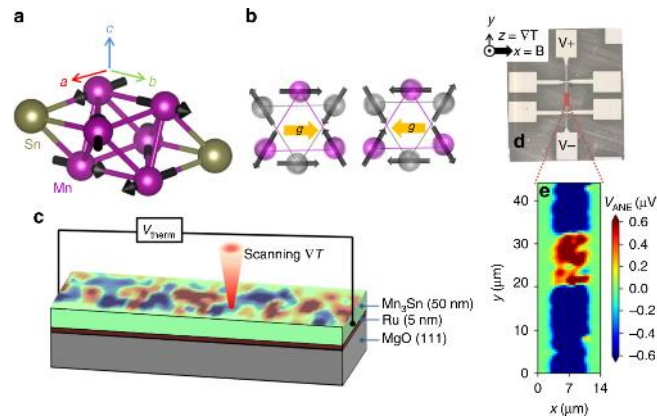 a
c
a
b
Sn
Mn
b
g
g
y
z = ∇T
x = B
V+
V−
d
c
V_therm
Scanning ∇T
Mn₃Sn (50 nm)
Ru (5 nm)
MgO (111)
e
V_ANE (μV)
40
30
20
10
0
y (μm)
0
7
14
x (μm)
0.6
0.4
0.2
0.0
−0.2
−0.4
−0.6